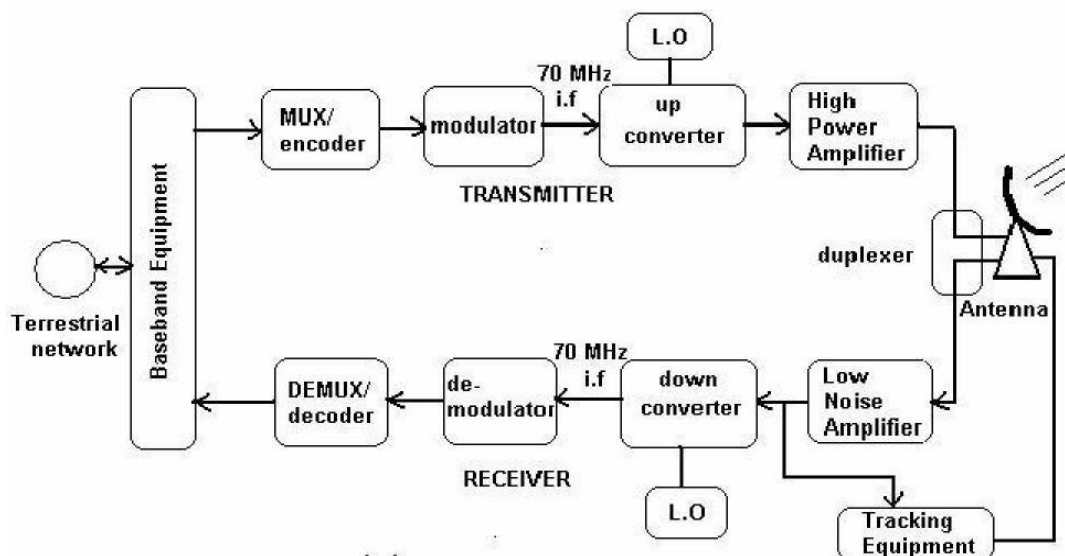 L.O
70 MHz
i.f
MUX/
encoder
modulator
up
converter
High
Power
Amplifier
TRANSMITTER
Baseband Equipment
duplexer
Antenna
Terrestrial
network
70 MHz
i.f
DEMUX/
decoder
de-
modulator
down
converter
Low
Noise
Amplifier
RECEIVER
L.O
Tracking
Equipment